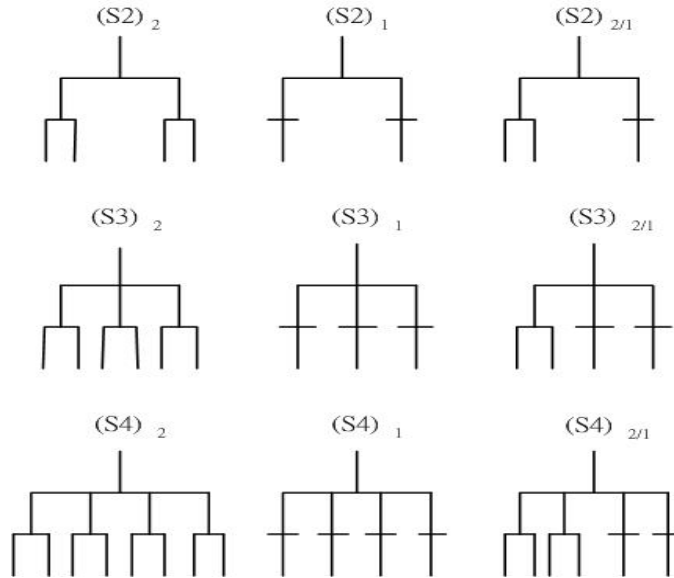 (S2) 2 (S2) 1 (S2) 2/1
(S3) 2 (S3) 1 (S3) 2/1
(S4) 2 (S4) 1 (S4) 2/1